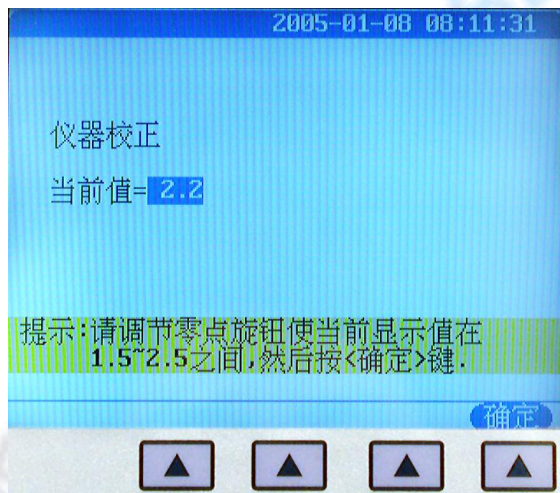 2005-01-08 08:11:31
仪器校正
当前值=2.2
提示:请调节零点旋钮使当前显示值在
1.5~2.5之间,然后按<确定>键.
确定